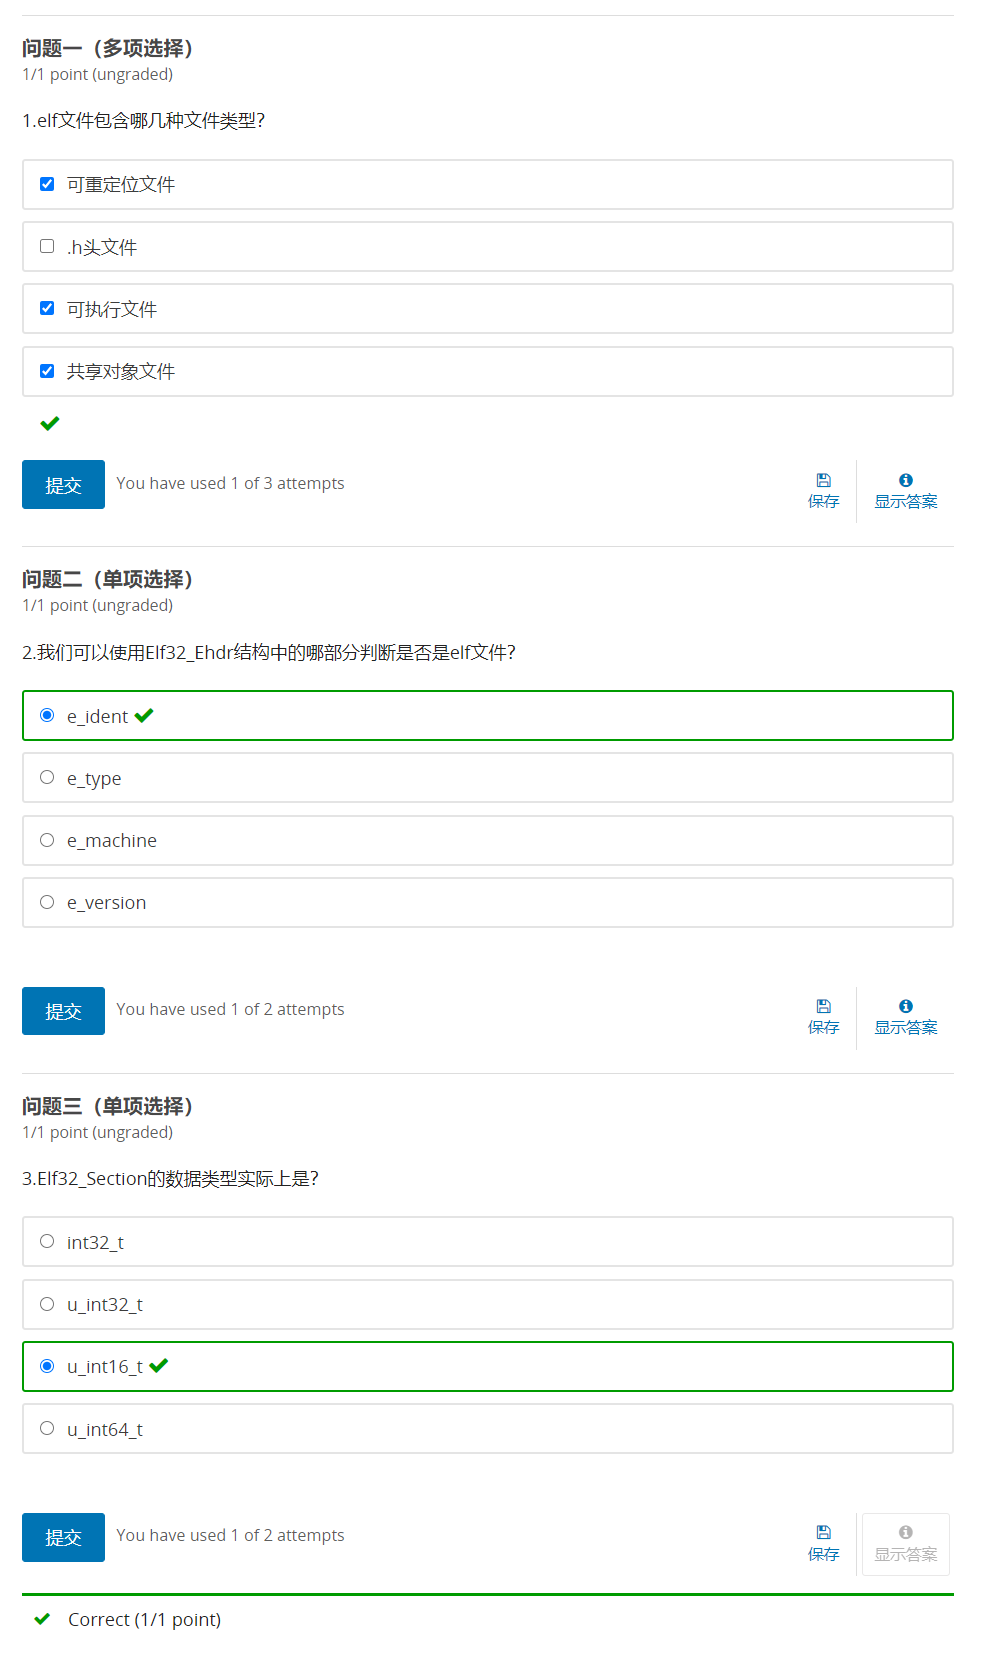 问题一（多项选择）
1/1 point (ungraded)
1.elf文件包含哪几种文件类型？
可重定位文件
.h头文件
可执行文件
共享对象文件
提交
You have used 1 of 3 attempts
保存
显示答案
问题二（单项选择）
1/1 point (ungraded)
2.我们可以使用Elf32_Ehdr结构中的哪部分判断是否是elf文件？
e_ident
e_type
e_machine
e_version
提交
You have used 1 of 2 attempts
保存
显示答案
问题三（单项选择）
1/1 point (ungraded)
3.Elf32_Section的数据类型实际上是？
int32_t
u_int32_t
u_int16_t
u_int64_t
提交
You have used 1 of 2 attempts
保存
显示答案
Correct (1/1 point)